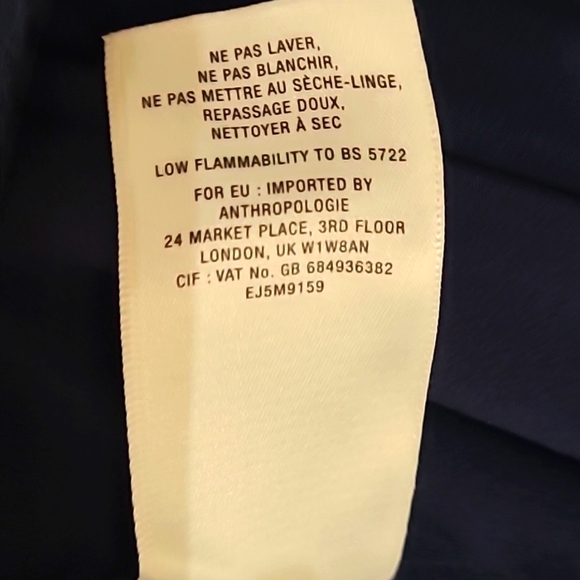 NE PAS LAVER,
NE PAS BLANCHIR,
NE PAS METTRE AU SÈCHE-LINGE,
REPASSAGE DOUX,
NETTOYER À SEC
LOW FLAMMABILITY TO BS 5722
FOR EU : IMPORTED BY
ANTHROPOLOGIE
24 MARKET PLACE, 3RD FLOOR
LONDON, UK W1W8AN
CIF : VAT No. GB 684936382
EJ5M9159